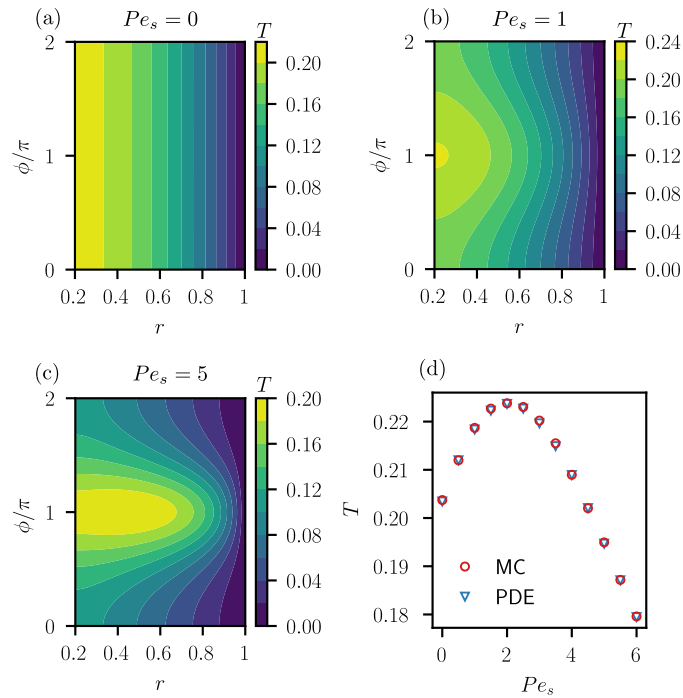 (a)
Pe_s = 0
T
2
1
0
ϕ/π
0.2 0.4 0.6 0.8 1
r
0.20
0.16
0.12
0.08
0.04
0.00
(b)
Pe_s = 1
T
2
1
0
ϕ/π
0.2 0.4 0.6 0.8 1
r
0.24
0.20
0.16
0.12
0.08
0.04
0.00
(c)
Pe_s = 5
T
2
1
0
ϕ/π
0.2 0.4 0.6 0.8 1
r
0.20
0.16
0.12
0.08
0.04
0.00
(d)
0.22
0.21
0.20
0.19
0.18
T
MC
PDE
0 2 4 6
Pe_s